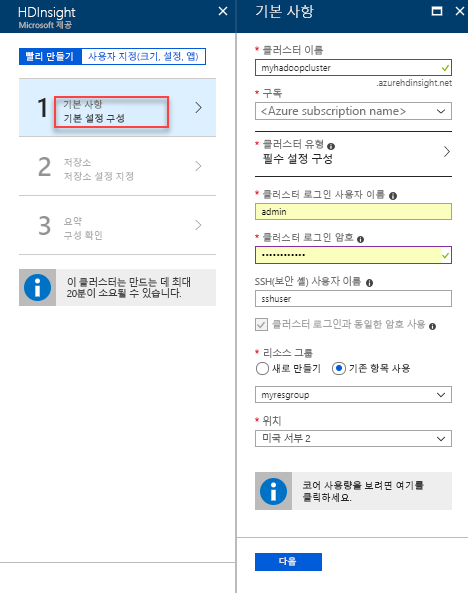 HDInsight
Microsoft 제공
빨리 만들기
사용자 지정(크기, 설정, 앱)
1
기본 사항
기본 설정 구성
2
저장소
저장소 설정 지정
3
요약
구성 확인
이 클러스터는 만드는 데 최대
20분이 소요될 수 있습니다.
기본 사항
* 클러스터 이름
myhadoopcluster
.azurehdinsight.net
* 구독
<Azure subscription name>
* 클러스터 유형
필수 설정 구성
* 클러스터 로그인 사용자 이름
admin
* 클러스터 로그인 암호
••••••••••••
SSH(보안 셸) 사용자 이름
sshuser
클러스터 로그인과 동일한 암호 사용
* 리소스 그룹
새로 만들기
기존 항목 사용
myresgroup
* 위치
미국 서부 2
코어 사용량을 보려면 여기를
클릭하세요.
다음